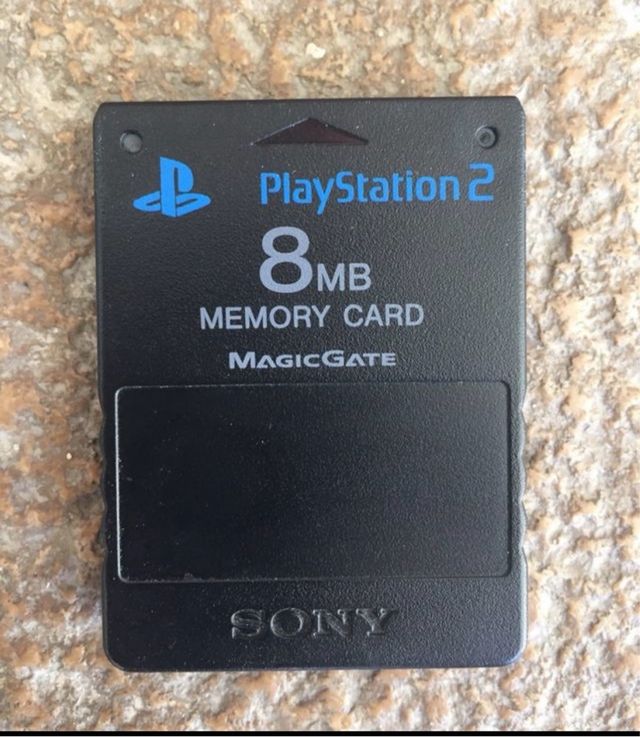 PlayStation 2
8MB
MEMORY CARD
MAGICGATE
SONY